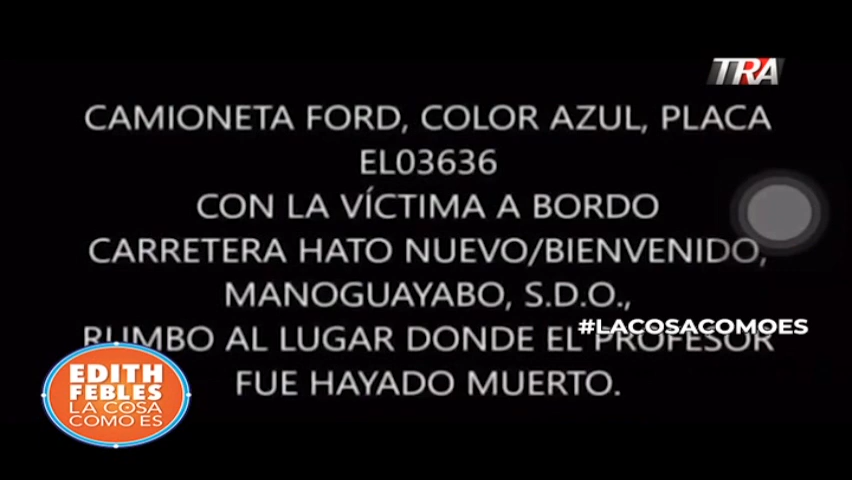 TRA
CAMIONETA FORD, COLOR AZUL, PLACA
EL03636
CON LA VÍCTIMA A BORDO
CARRETERA HATO NUEVO/BIENVENIDO,
MANOGUAYABO, S.D.O.,
#LACOSACOMOES
RUMBO AL LUGAR DONDE EL PROFESOR
FUE HAYADO MUERTO.
EDITH
FEBLES
LA COSA
COMO ES